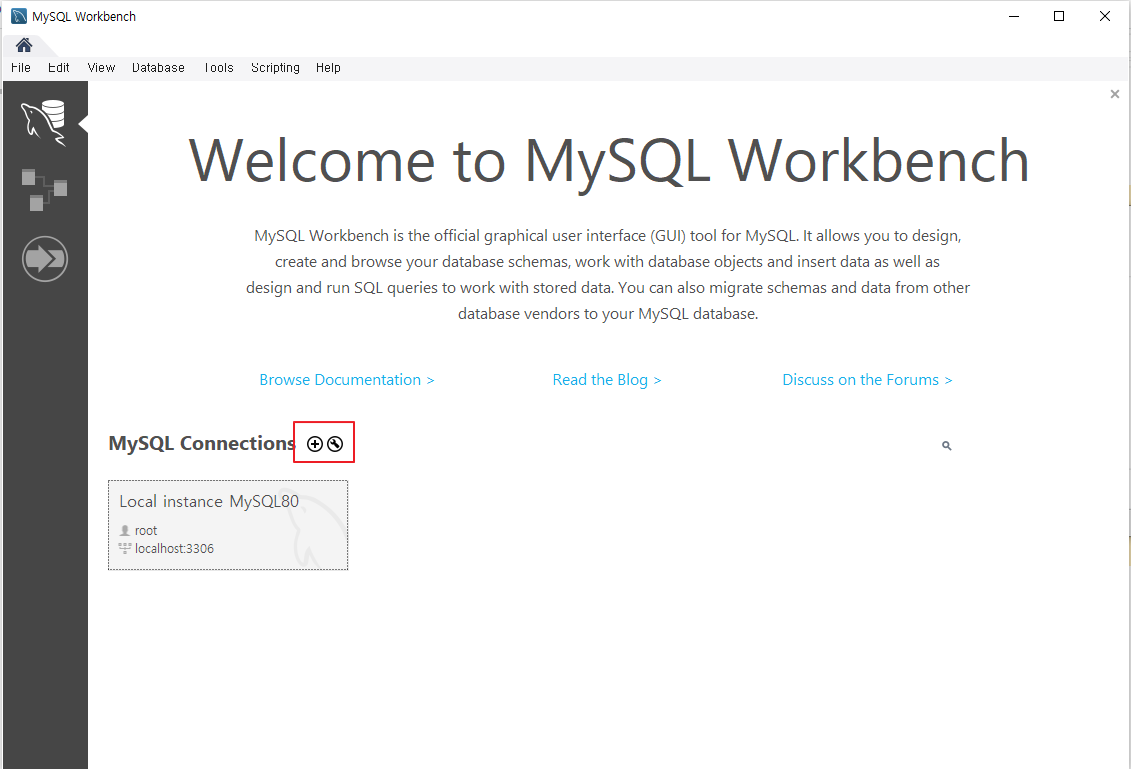 MySQL Workbench
File Edit View Database Tools Scripting Help
Welcome to MySQL Workbench
MySQL Workbench is the official graphical user interface (GUI) tool for MySQL. It allows you to design,
create and browse your database schemas, work with database objects and insert data as well as
design and run SQL queries to work with stored data. You can also migrate schemas and data from other
database vendors to your MySQL database.
Browse Documentation > Read the Blog > Discuss on the Forums >
MySQL Connections
Local instance MySQL80
root
localhost:3306